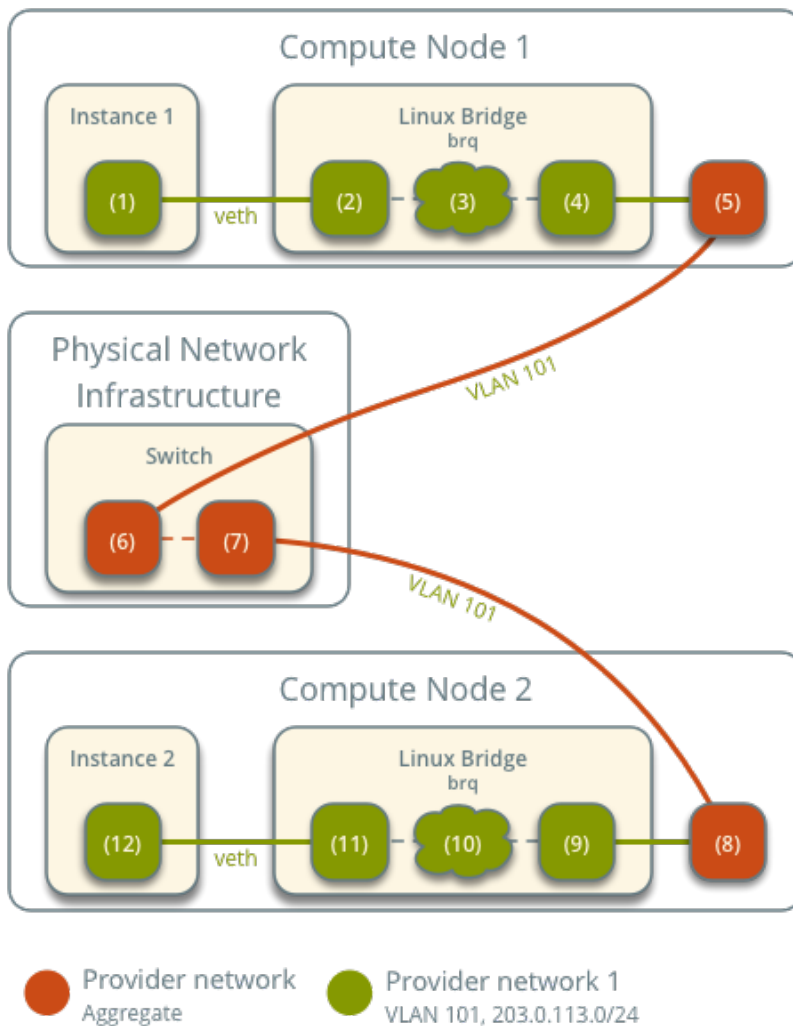 Compute Node 1
Instance 1
Linux Bridge
brq
(1)
veth
(2)
(3)
(4)
(5)
VLAN 101
Physical Network
Infrastructure
Switch
(6)
(7)
VLAN 101
Compute Node 2
Instance 2
Linux Bridge
brq
(12)
veth
(11)
(10)
(9)
(8)
Provider network
Aggregate
Provider network 1
VLAN 101, 203.0.113.0/24